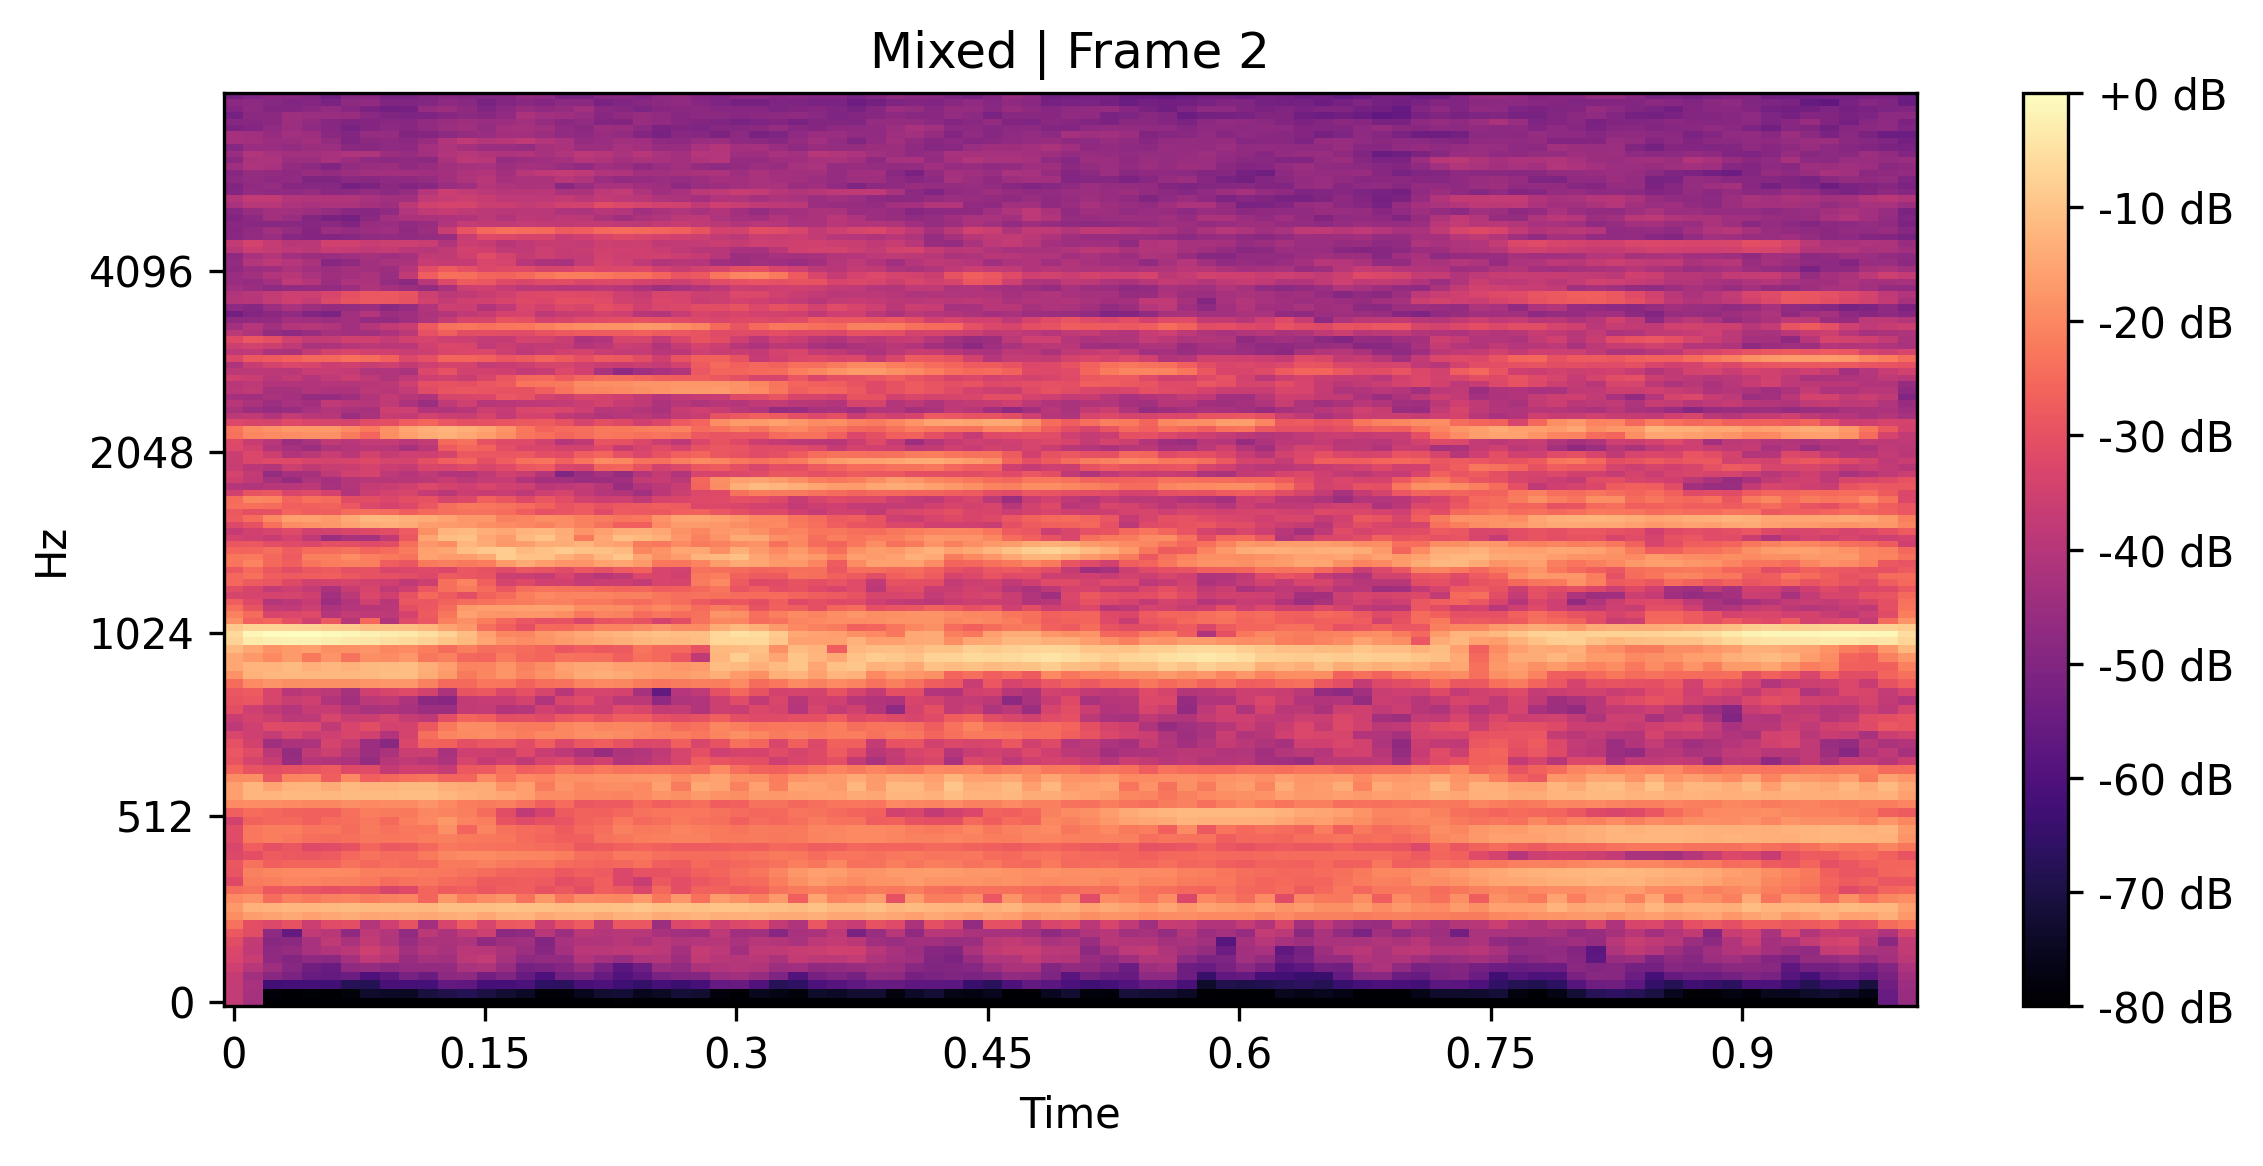 Mixed | Frame 2
Hz
4096
2048
1024
512
0
0 0.15 0.3 0.45 0.6 0.75 0.9
Time
+0 dB
-10 dB
-20 dB
-30 dB
-40 dB
-50 dB
-60 dB
-70 dB
-80 dB